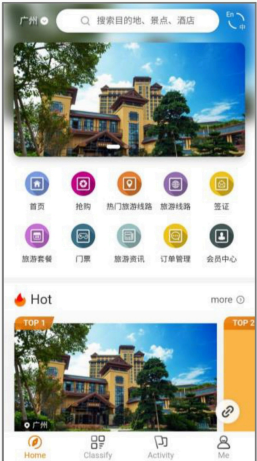 广州
搜索目的地、景点、酒店
En
中
首页 抢购 热门旅游线路 旅游线路 签证
旅游套餐 门票 旅游资讯 订单管理 会员中心
Hot more
TOP 1 TOP 2
广州
Home Classify Activity Me